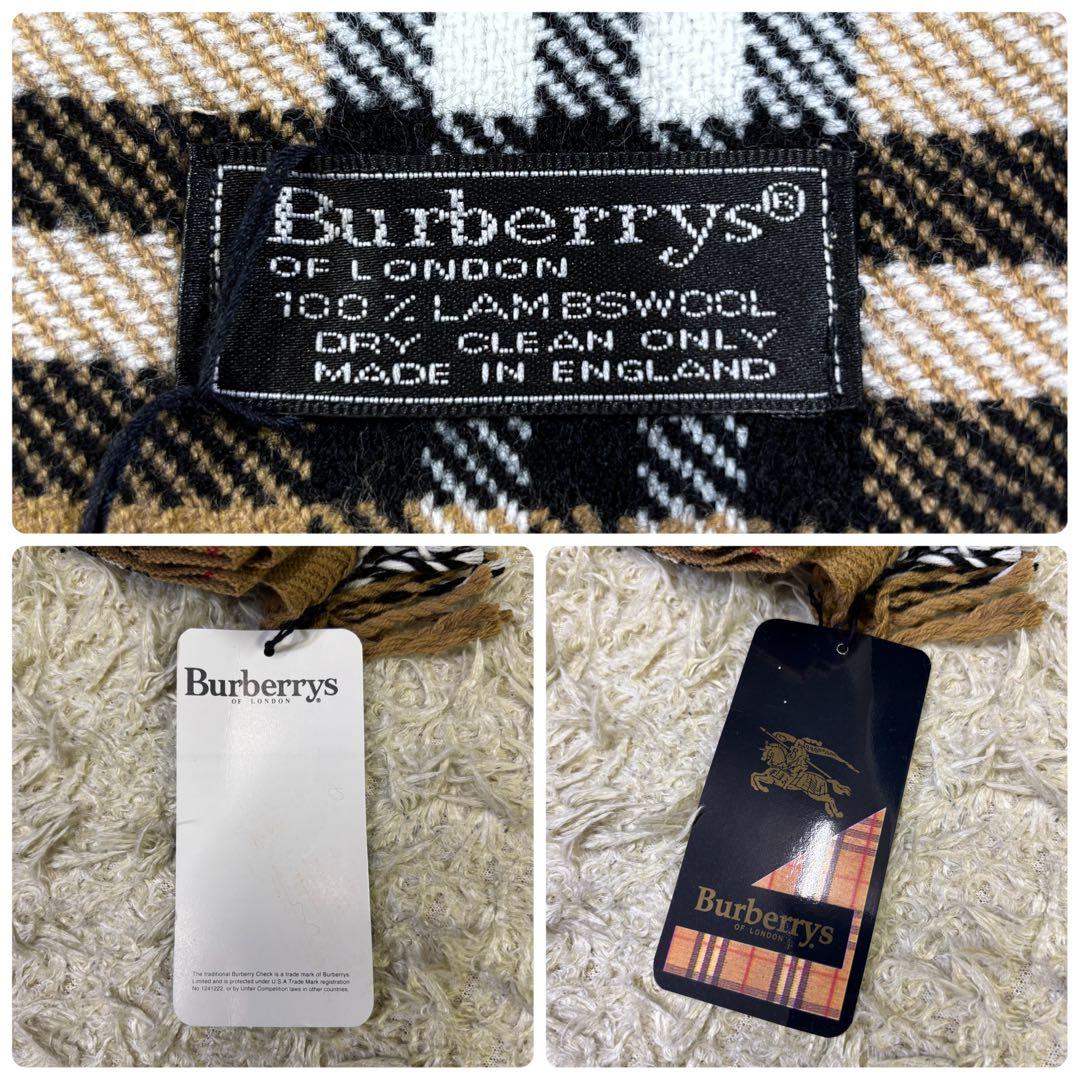 Burberrys®
OF LONDON
100% LAMBSWOOL
DRY CLEAN ONLY
MADE IN ENGLAND
Burberrys®
OF LONDON
The traditional Burberry Check is a trade mark of Burberrys
Limited and is protected under U.S.A Trade Mark registration
No 1241222, or by Unfair Competition laws in other countries.
Burberrys®
OF LONDON